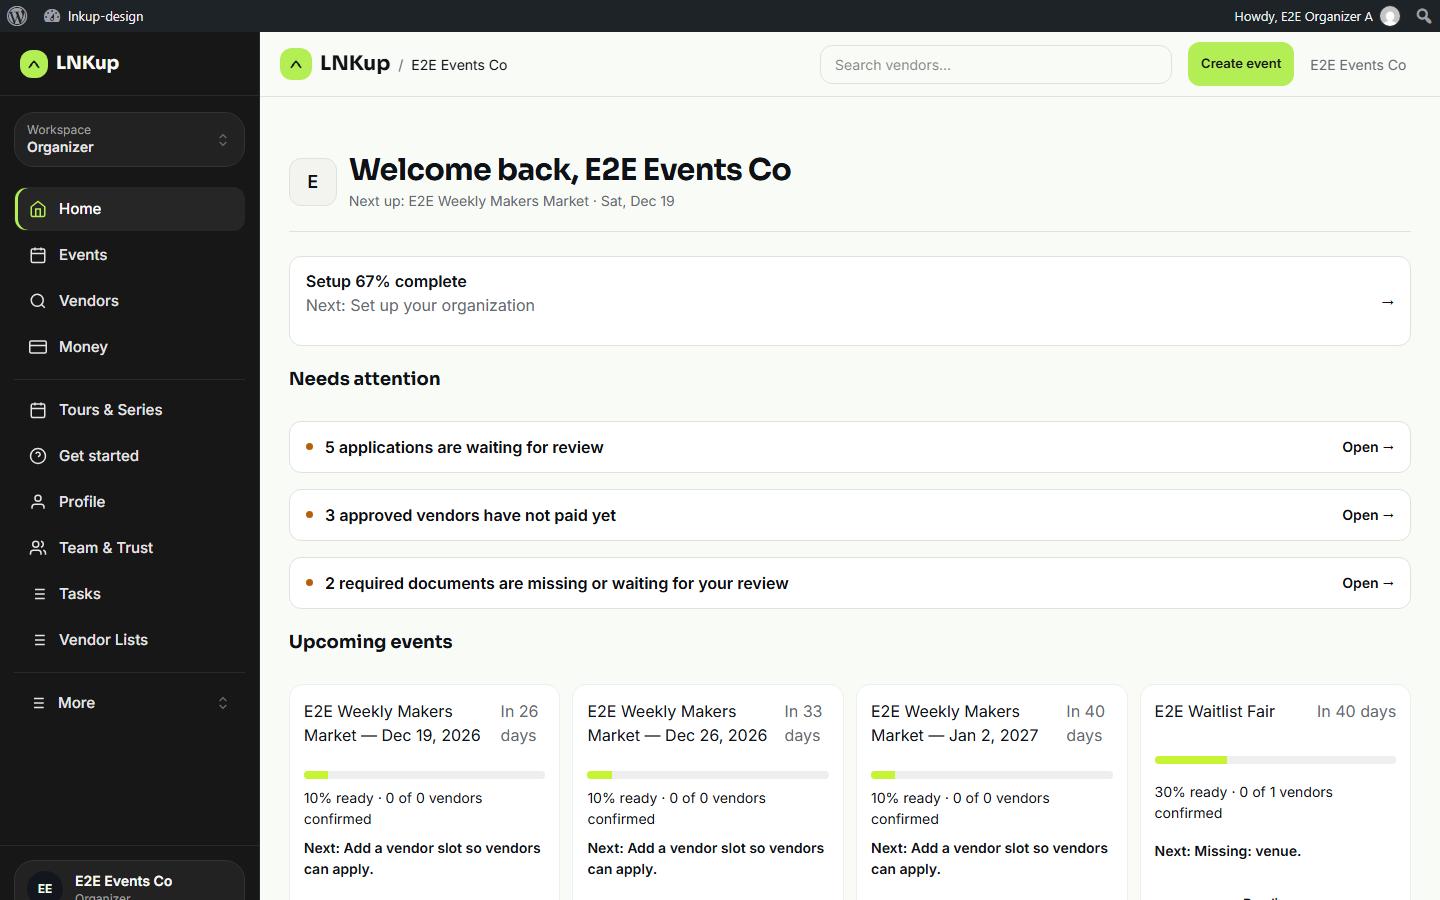 lnkup-design
Howdy, E2E Organizer A
LNKup
Workspace
Organizer
Home
Events
Vendors
Money
Tours & Series
Get started
Profile
Team & Trust
Tasks
Vendor Lists
More
EE
E2E Events Co
Organizer
LNKup / E2E Events Co
Search vendors...
Create event
E2E Events Co
E
Welcome back, E2E Events Co
Next up: E2E Weekly Makers Market · Sat, Dec 19
Setup 67% complete
Next: Set up your organization
→
Needs attention
5 applications are waiting for review
Open →
3 approved vendors have not paid yet
Open →
2 required documents are missing or waiting for your review
Open →
Upcoming events
E2E Weekly Makers
Market — Dec 19, 2026
In 26
days
10% ready · 0 of 0 vendors
confirmed
Next: Add a vendor slot so vendors
can apply.
E2E Weekly Makers
Market — Dec 26, 2026
In 33
days
10% ready · 0 of 0 vendors
confirmed
Next: Add a vendor slot so vendors
can apply.
E2E Weekly Makers
Market — Jan 2, 2027
In 40
days
10% ready · 0 of 0 vendors
confirmed
Next: Add a vendor slot so vendors
can apply.
E2E Waitlist Fair
In 40 days
30% ready · 0 of 1 vendors
confirmed
Next: Missing: venue.